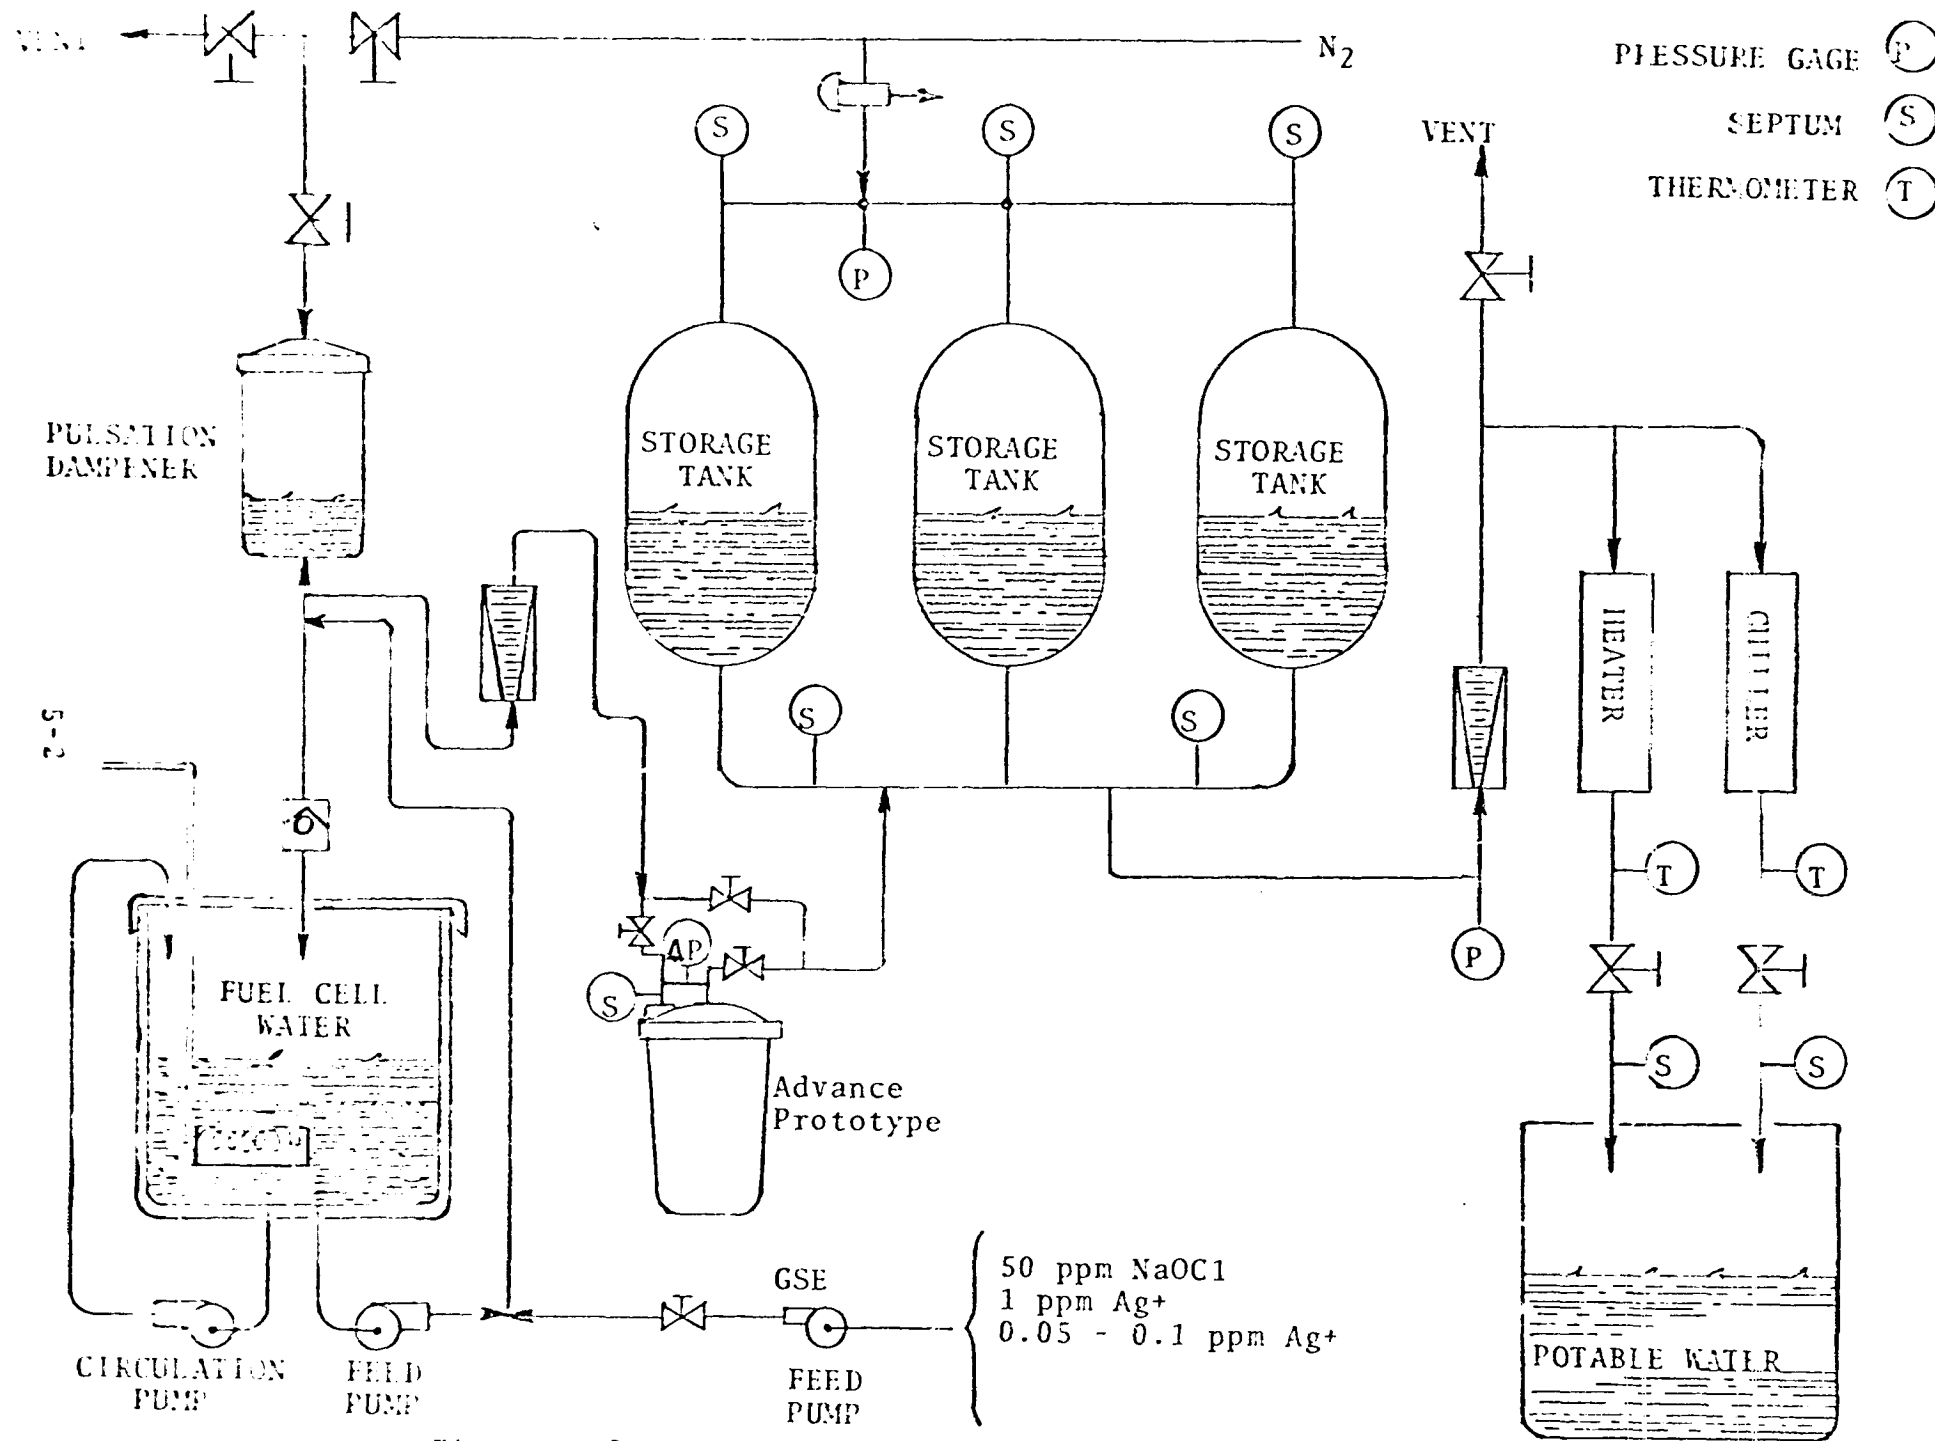 VENT
N2
PRESSURE GAGE P
SEPTUM S
THERMOMETER T
S
S
S
VENT
P
PULSATION
DAMPENER
STORAGE
TANK
STORAGE
TANK
STORAGE
TANK
HEATER
CHILLER
5-2
S
S
T
T
ΔP
P
S
FUEL CELL
WATER
S
S
Advance
Prototype
GSE
50 ppm NaOCl
1 ppm Ag+
0.05 - 0.1 ppm Ag+
CIRCULATION
PUMP
FEED
PUMP
FEED
PUMP
POTABLE WATER